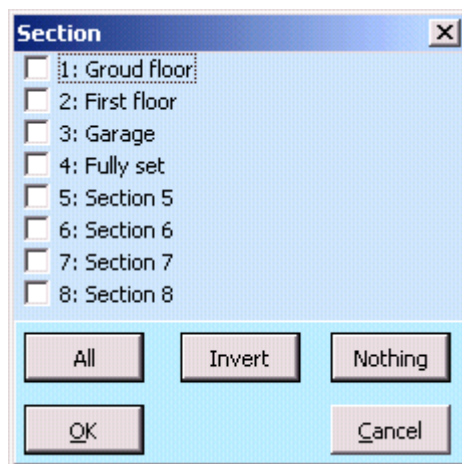 Section
1: Groud floor
2: First floor
3: Garage
4: Fully set
5: Section 5
6: Section 6
7: Section 7
8: Section 8
All Invert Nothing
OK Cancel